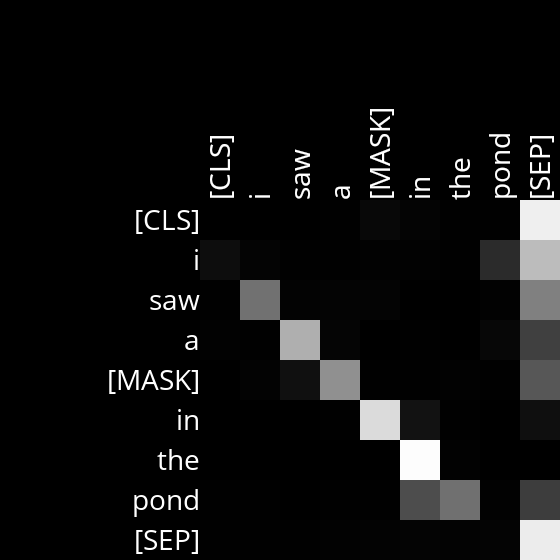 [CLS] i saw a [MASK] in the pond [SEP]
[CLS]
i
saw
a
[MASK]
in
the
pond
[SEP]